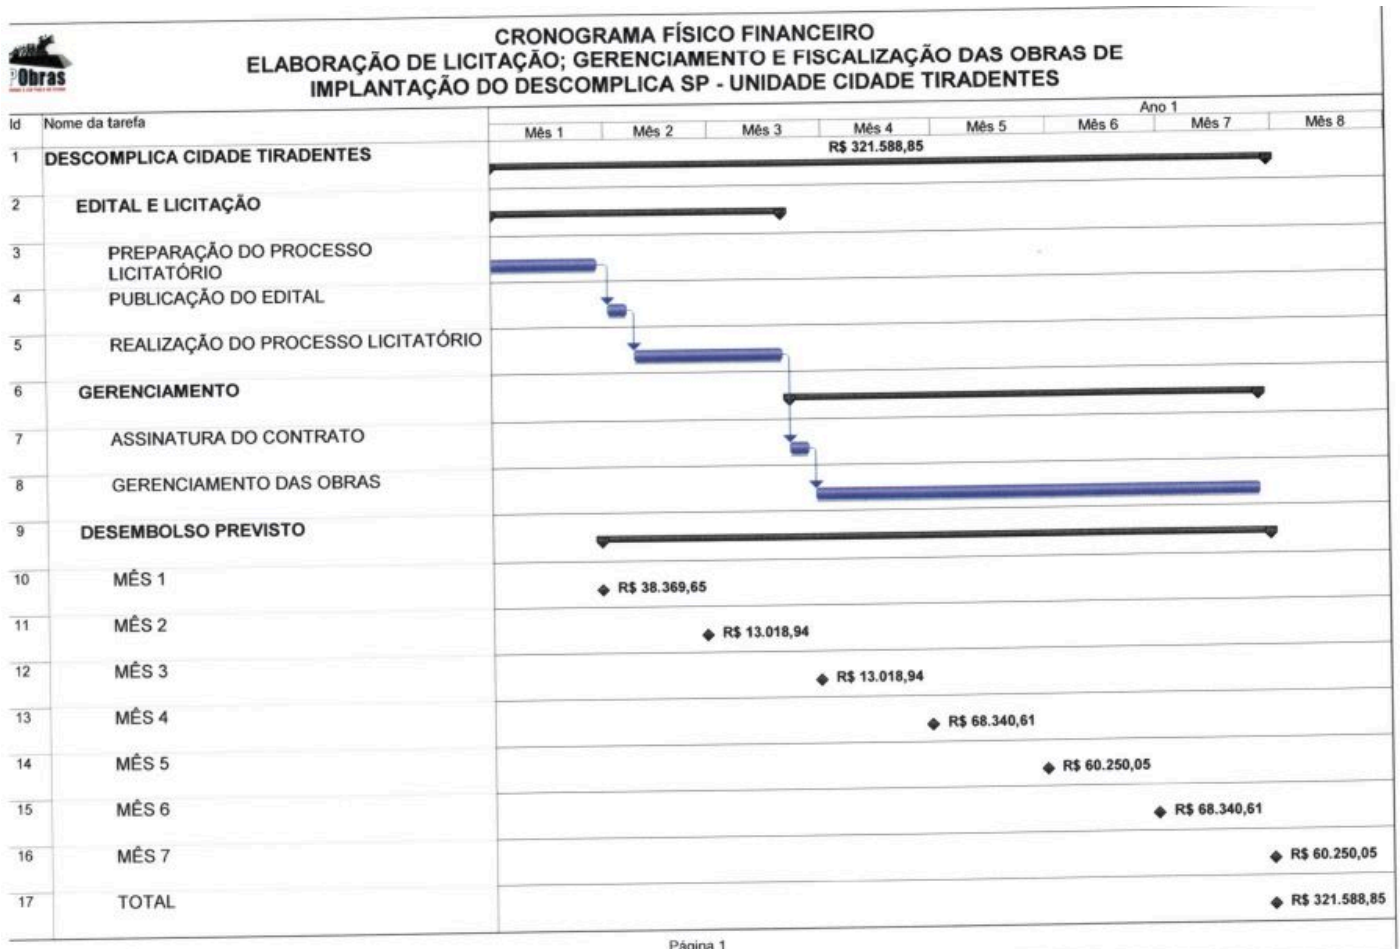 CRONOGRAMA FÍSICO FINANCEIRO
ELABORAÇÃO DE LICITAÇÃO; GERENCIAMENTO E FISCALIZAÇÃO DAS OBRAS DE
IMPLANTAÇÃO DO DESCOMPLICA SP - UNIDADE CIDADE TIRADENTES
Obras
Ano 1
Id Nome da tarefa Mês 1 Mês 2 Mês 3 Mês 4 Mês 5 Mês 6 Mês 7 Mês 8
1 DESCOMPLICA CIDADE TIRADENTES R$ 321.588,85
2 EDITAL E LICITAÇÃO
3 PREPARAÇÃO DO PROCESSO
LICITATÓRIO
4 PUBLICAÇÃO DO EDITAL
5 REALIZAÇÃO DO PROCESSO LICITATÓRIO
6 GERENCIAMENTO
7 ASSINATURA DO CONTRATO
8 GERENCIAMENTO DAS OBRAS
9 DESEMBOLSO PREVISTO
10 MÊS 1 R$ 38.369,65
11 MÊS 2 R$ 13.018,94
12 MÊS 3 R$ 13.018,94
13 MÊS 4 R$ 68.340,61
14 MÊS 5 R$ 60.250,05
15 MÊS 6 R$ 68.340,61
16 MÊS 7 R$ 60.250,05
17 TOTAL R$ 321.588,85
Página 1